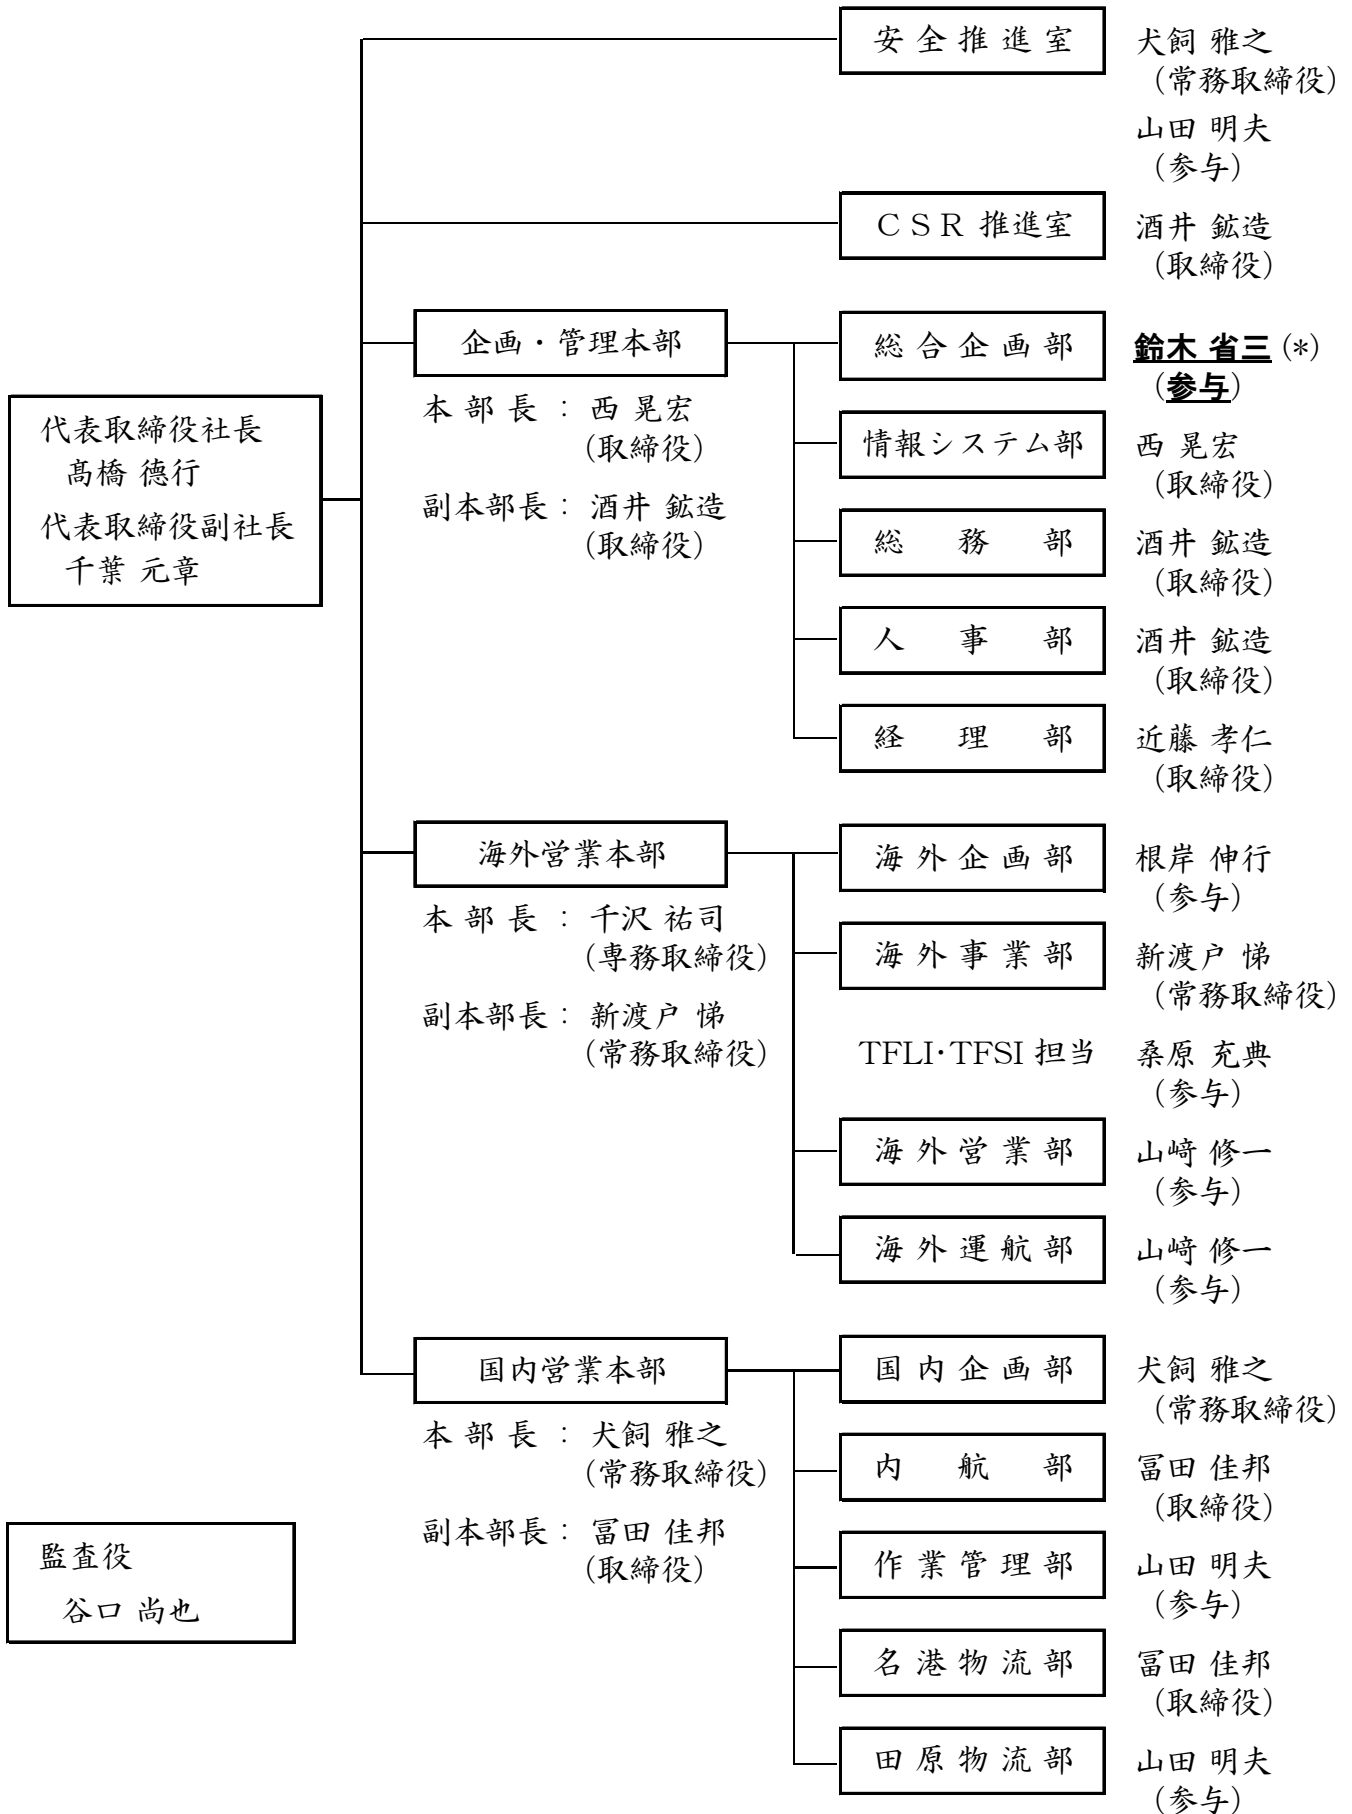 安全推進室
犬飼 雅之
(常務取締役)
山田 明夫
(参与)
CSR 推進室
酒井 鉱造
(取締役)
代表取締役社長
髙橋 德行
代表取締役副社長
千葉 元章
企画・管理本部
本部長 : 西 晃宏
(取締役)
副本部長: 酒井 鉱造
(取締役)
総合企画部
鈴木 省三 (*)
(参与)
情報システム部
西 晃宏
(取締役)
総務部
酒井 鉱造
(取締役)
人事部
酒井 鉱造
(取締役)
経理部
近藤 孝仁
(取締役)
海外営業本部
本部長 : 千沢 祐司
(専務取締役)
副本部長: 新渡戸 悌
(常務取締役)
海外企画部
根岸 伸行
(参与)
海外事業部
新渡戸 悌
(常務取締役)
TFLI･TFSI 担当
桑原 充典
(参与)
海外営業部
山﨑 修一
(参与)
海外運航部
山﨑 修一
(参与)
国内営業本部
本部長 : 犬飼 雅之
(常務取締役)
副本部長: 冨田 佳邦
(取締役)
国内企画部
犬飼 雅之
(常務取締役)
内航部
冨田 佳邦
(取締役)
作業管理部
山田 明夫
(参与)
名港物流部
冨田 佳邦
(取締役)
田原物流部
山田 明夫
(参与)
監査役
谷口 尚也